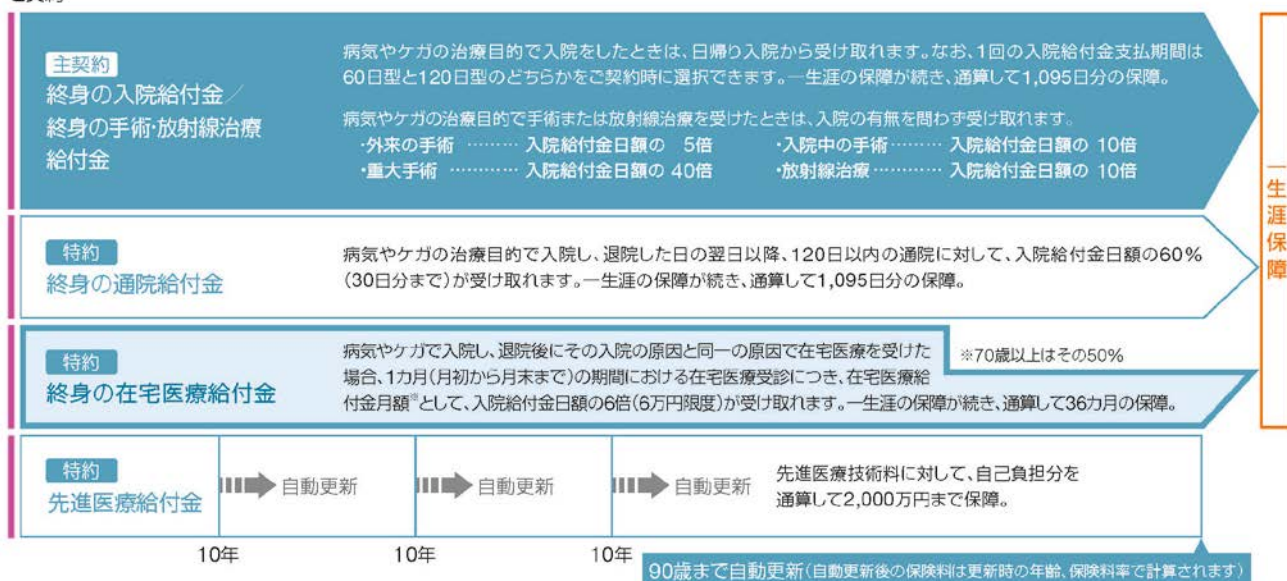 主契約
終身の入院給付金／
終身の手術・放射線治療
給付金
病気やケガの治療目的で入院をしたときは、日帰り入院から受け取れます。なお、1回の入院給付金支払期間は
60日型と120日型のどちらかをご契約時に選択できます。一生涯の保障が続き、通算して1,095日分の保障。
病気やケガの治療目的で手術または放射線治療を受けたときは、入院の有無を問わず受け取れます。
・外来の手術 ……… 入院給付金日額の 5倍 ・入院中の手術……… 入院給付金日額の 10倍
・重大手術 ………… 入院給付金日額の 40倍 ・放射線治療………… 入院給付金日額の 10倍
特約
終身の通院給付金
病気やケガの治療目的で入院し、退院した日の翌日以降、120日以内の通院に対して、入院給付金日額の60%
(30日分まで)が受け取れます。一生涯の保障が続き、通算して1,095日分の保障。
特約
終身の在宅医療給付金
病気やケガで入院し、退院後にその入院の原因と同一の原因で在宅医療を受けた
場合、1カ月(月初から月末まで)の期間における在宅医療受診につき、在宅医療給
付金月額※として、入院給付金日額の6倍(6万円限度)が受け取れます。一生涯の保障が続き、通算して36カ月の保障。
※70歳以上はその50%
一生涯保障
特約
先進医療給付金
自動更新 自動更新 自動更新
先進医療技術料に対して、自己負担分を
通算して2,000万円まで保障。
10年 10年 10年
90歳まで自動更新(自動更新後の保険料は更新時の年齢、保険料率で計算されます)